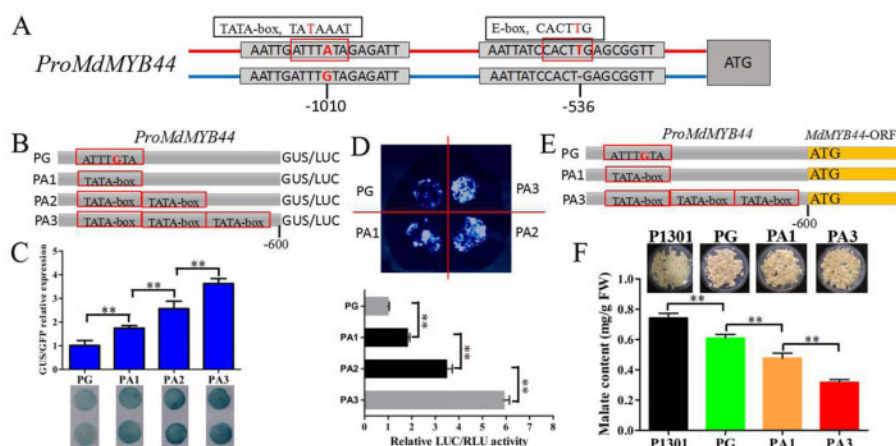 A
TATA-box, TATAAAT
E-box, CACTTG
ProMdMYB44
AATTGATTTATAGAGATT
AATTATCCACTTGAGCGGTT
ATG
AATTGATTTGTAGAGATT
AATTATCCACT-GAGCGGTT
-1010
-536
B
ProMdMYB44
PG
ATTTGTA
GUS/LUC
PA1
TATA-box
PA2
TATA-box
TATA-box
GUS/LUC
PA3
TATA-box
TATA-box
TATA-box
GUS/LUC
-600
C
GUS/GFP relative expression
5
4
3
2
1
0
**
**
**
PG
PA1
PA2
PA3
D
PG
PA3
PA1
PA2
PG
PA1
PA2
PA3
**
**
**
0
1
2
3
4
5
6
7
8
Relative LUC/RLU activity
E
ProMdMYB44
MdMYB44-ORF
PG
ATTTGTA
ATG
PA1
TATA-box
ATG
PA3
TATA-box
TATA-box
TATA-box
ATG
-600
F
P1301
PG
PA1
PA3
Malate content (mg/g FW)
1.0
0.8
0.6
0.4
0.2
0.0
**
**
**
P1301
PG
PA1
PA3